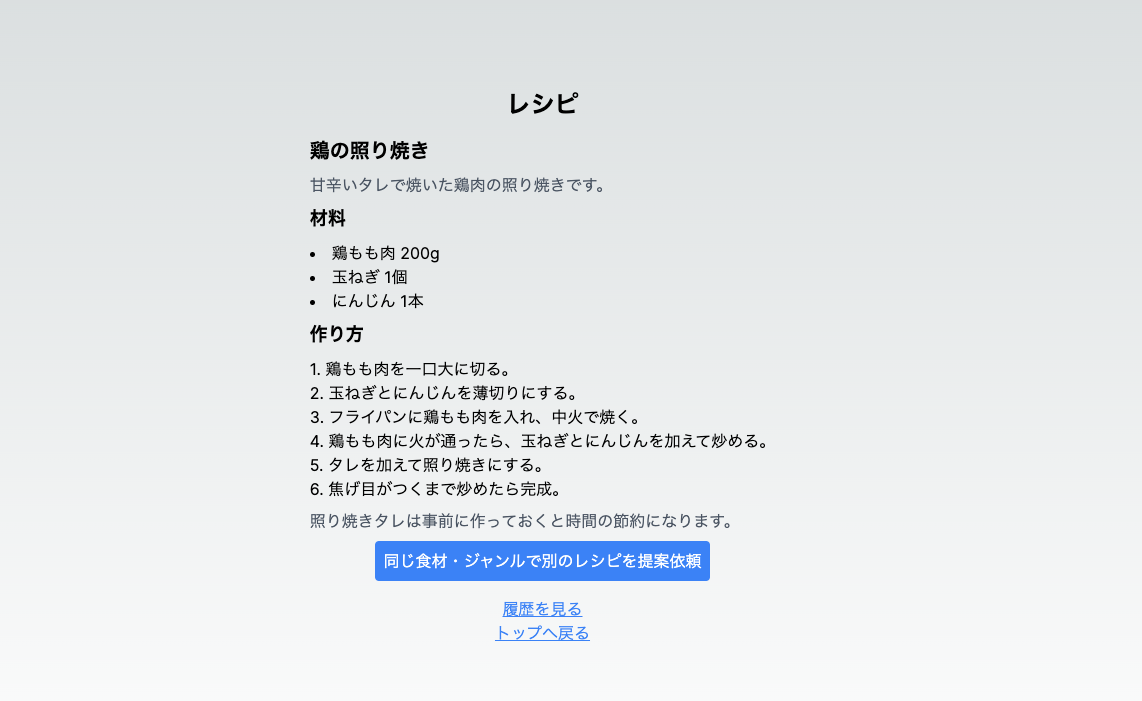 レシピ
鶏の照り焼き
甘辛いタレで焼いた鶏肉の照り焼きです。
材料
• 鶏もも肉 200g
• 玉ねぎ 1個
• にんじん 1本
作り方
1. 鶏もも肉を一口大に切る。
2. 玉ねぎとにんじんを薄切りにする。
3. フライパンに鶏もも肉を入れ、中火で焼く。
4. 鶏もも肉に火が通ったら、玉ねぎとにんじんを加えて炒める。
5. タレを加えて照り焼きにする。
6. 焦げ目がつくまで炒めたら完成。
照り焼きタレは事前に作っておくと時間の節約になります。
同じ食材・ジャンルで別のレシピを提案依頼
履歴を見る
トップへ戻る